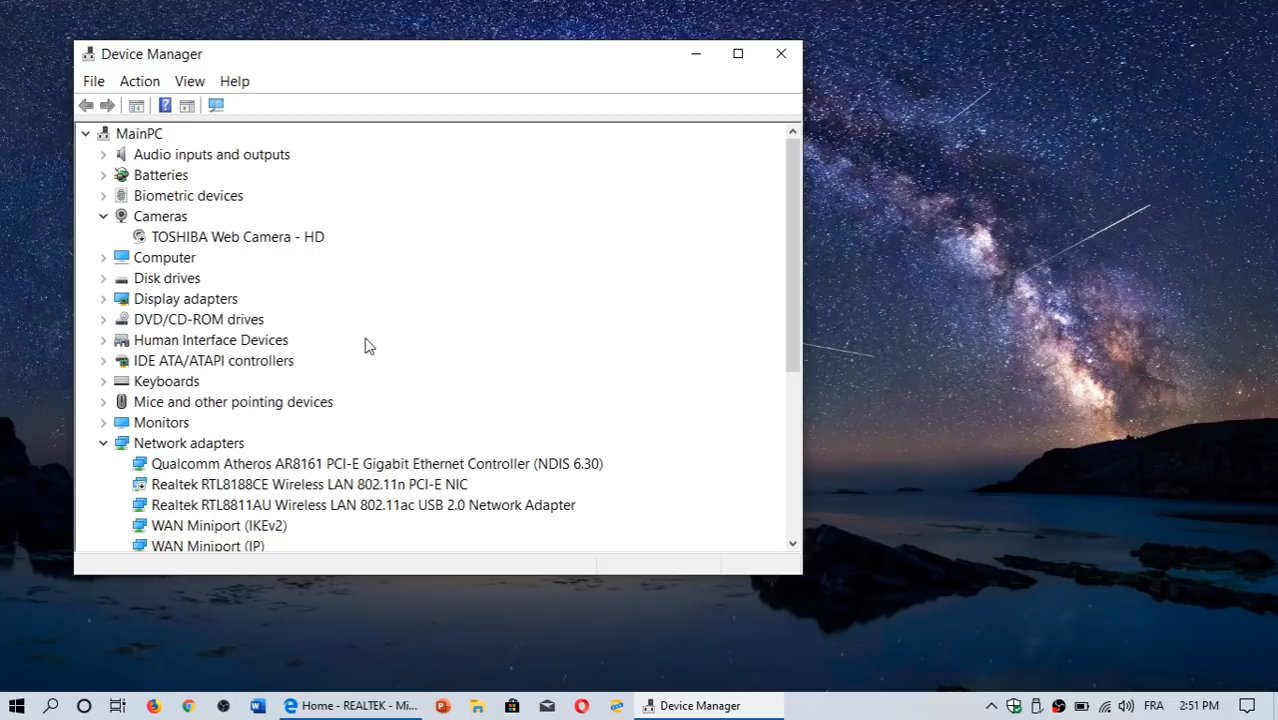 Device Manager
File Action View Help
MainPC
Audio inputs and outputs
Batteries
Biometric devices
Cameras
TOSHIBA Web Camera - HD
Computer
Disk drives
Display adapters
DVD/CD-ROM drives
Human Interface Devices
IDE ATA/ATAPI controllers
Keyboards
Mice and other pointing devices
Monitors
Network adapters
Qualcomm Atheros AR8161 PCI-E Gigabit Ethernet Controller (NDIS 6.30)
Realtek RTL8188CE Wireless LAN 802.11n PCI-E NIC
Realtek RTL8811AU Wireless LAN 802.11ac USB 2.0 Network Adapter
WAN Miniport (IKEv2)
WAN Miniport (IP)
Home - REALTEK - Mi... Device Manager FRA 2:51 PM